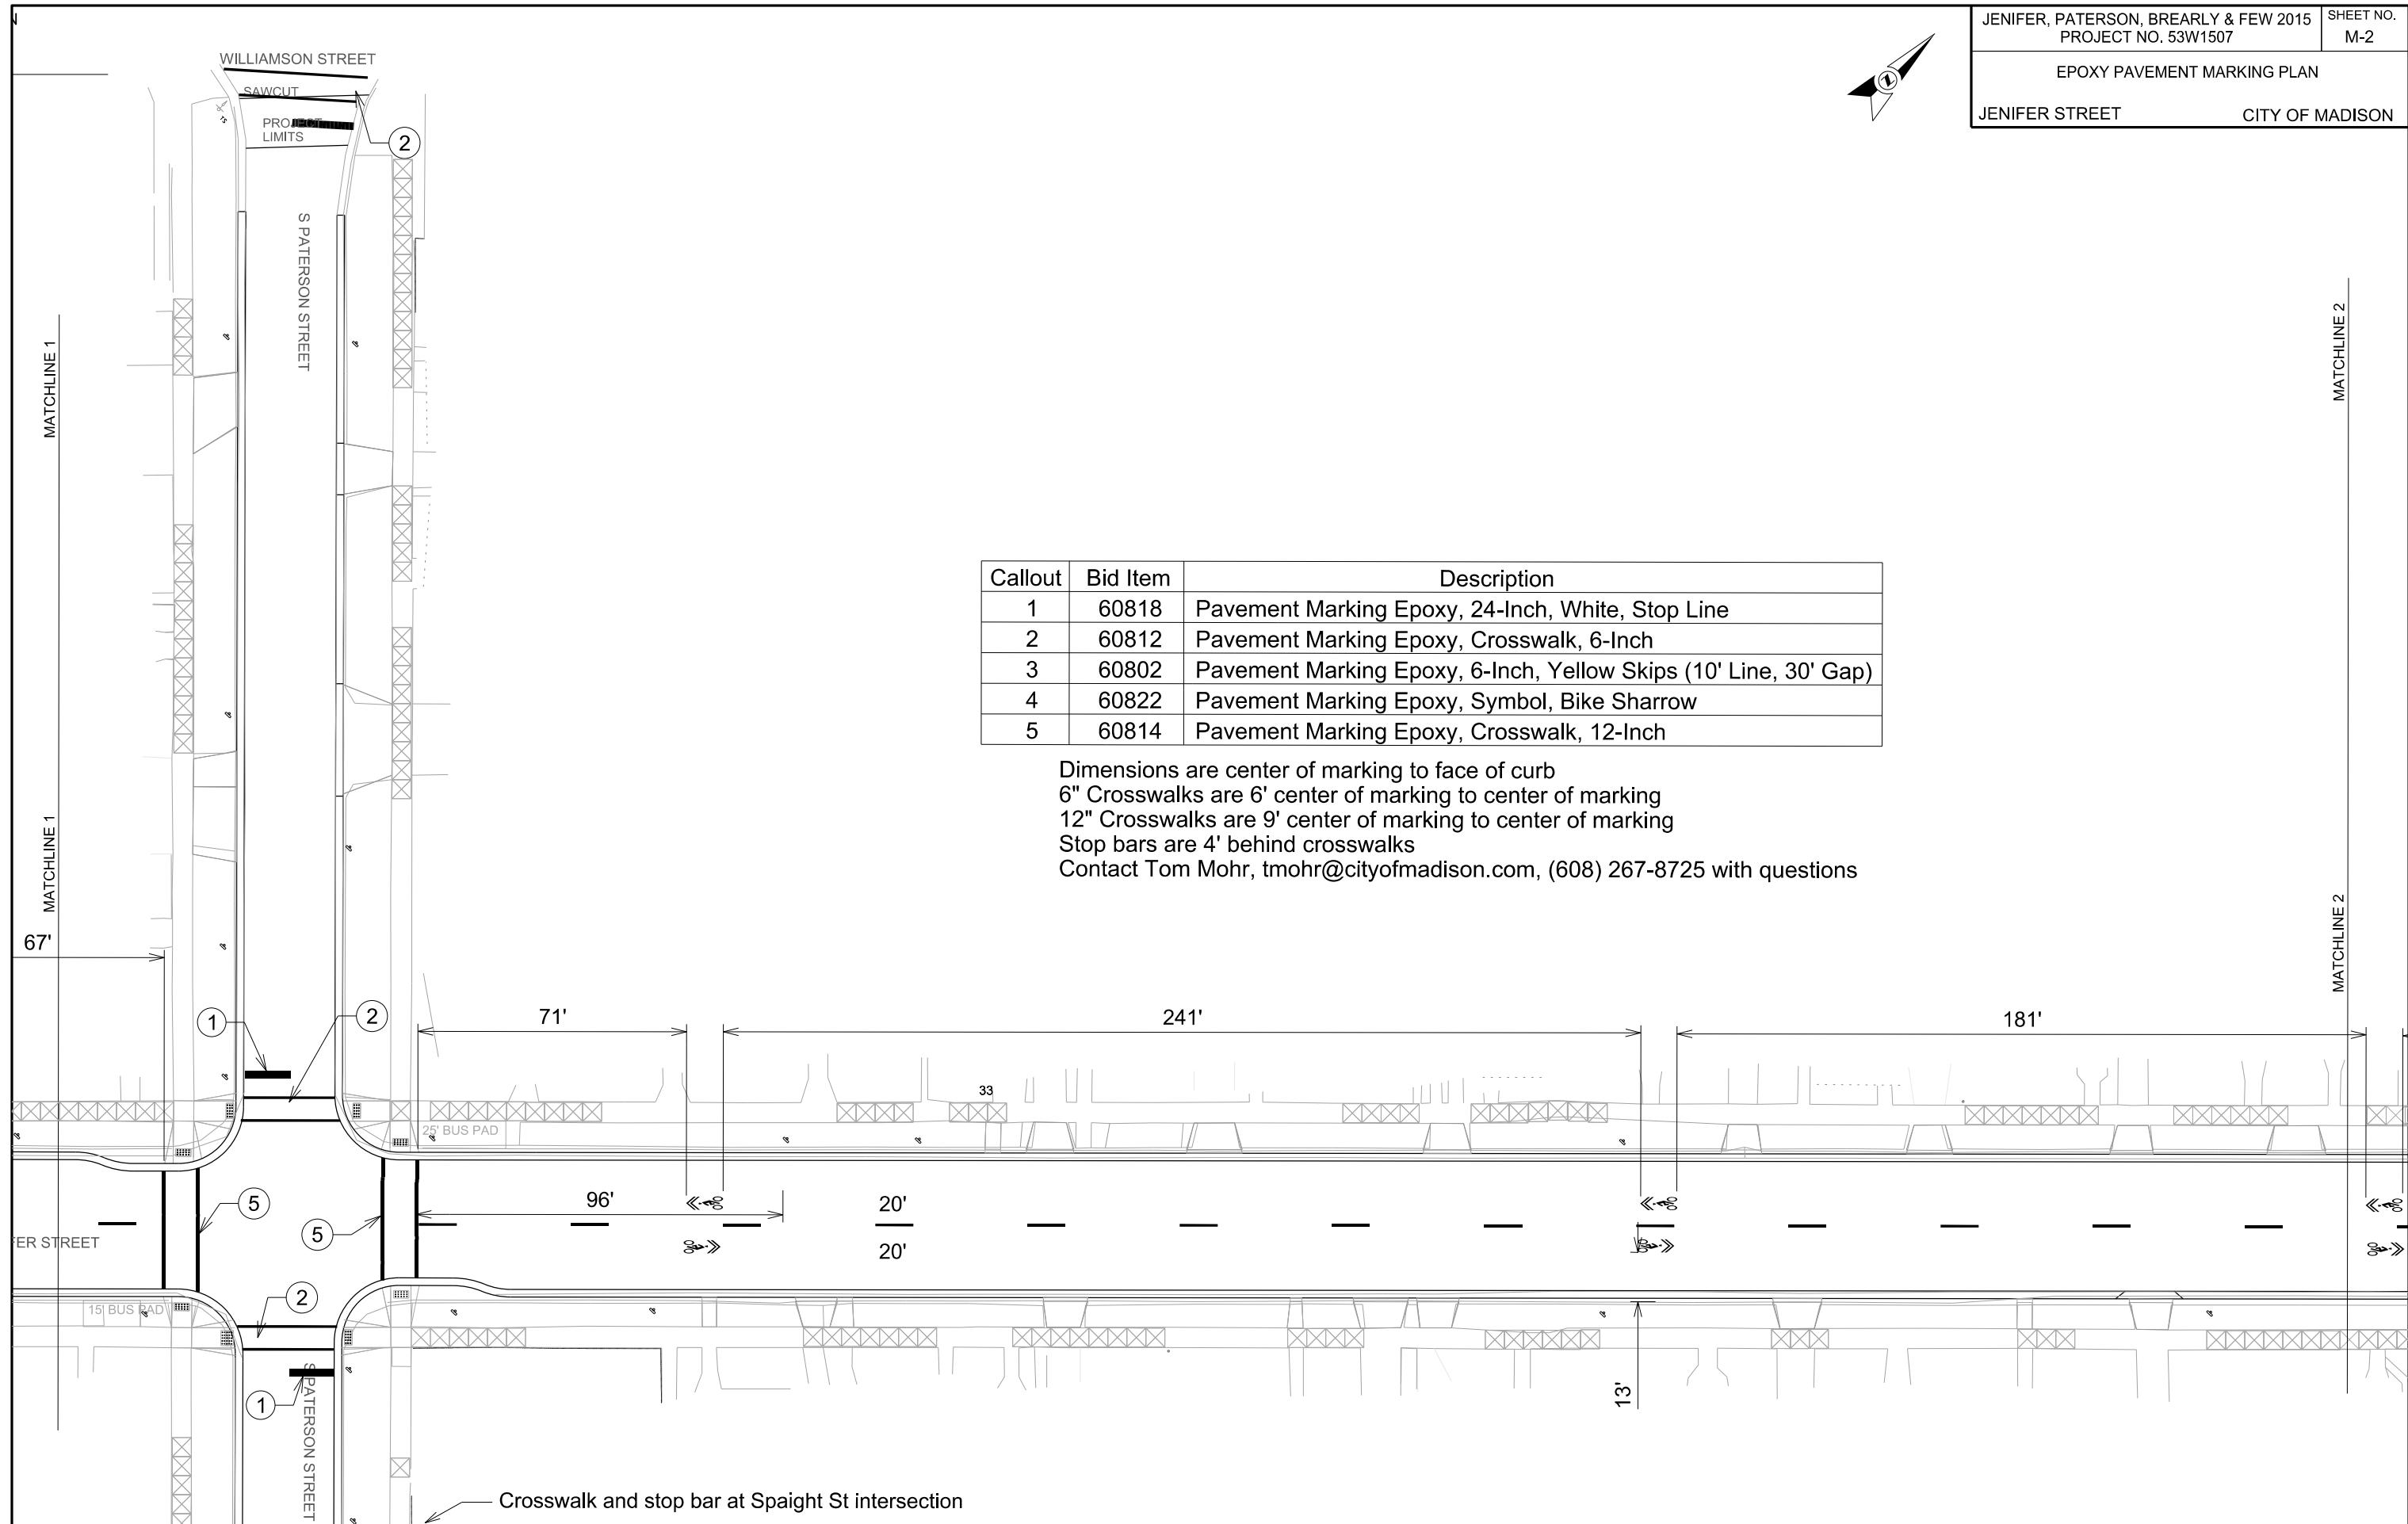 JENIFER, PATERSON, BREARLY & FEW 2015
PROJECT NO. 53W1507
SHEET NO.
M-2
EPOXY PAVEMENT MARKING PLAN
JENIFER STREET CITY OF MADISON
WILLIAMSON STREET
SAWCUT
PROJECT
LIMITS
TS
2
S PATERSON STREET
MATCHLINE 1
MATCHLINE 2
Callout Bid Item Description
1 60818 Pavement Marking Epoxy, 24-Inch, White, Stop Line
2 60812 Pavement Marking Epoxy, Crosswalk, 6-Inch
3 60802 Pavement Marking Epoxy, 6-Inch, Yellow Skips (10' Line, 30' Gap)
4 60822 Pavement Marking Epoxy, Symbol, Bike Sharrow
5 60814 Pavement Marking Epoxy, Crosswalk, 12-Inch
Dimensions are center of marking to face of curb
6" Crosswalks are 6' center of marking to center of marking
12" Crosswalks are 9' center of marking to center of marking
Stop bars are 4' behind crosswalks
Contact Tom Mohr, tmohr@cityofmadison.com, (608) 267-8725 with questions
MATCHLINE 1
MATCHLINE 2
67'
1
2
71'
241'
181'
33
25' BUS PAD
5
96'
20'
5
FER STREET
20'
15' BUS PAD
2
1
13'
S PATERSON STREET
Crosswalk and stop bar at Spaight St intersection